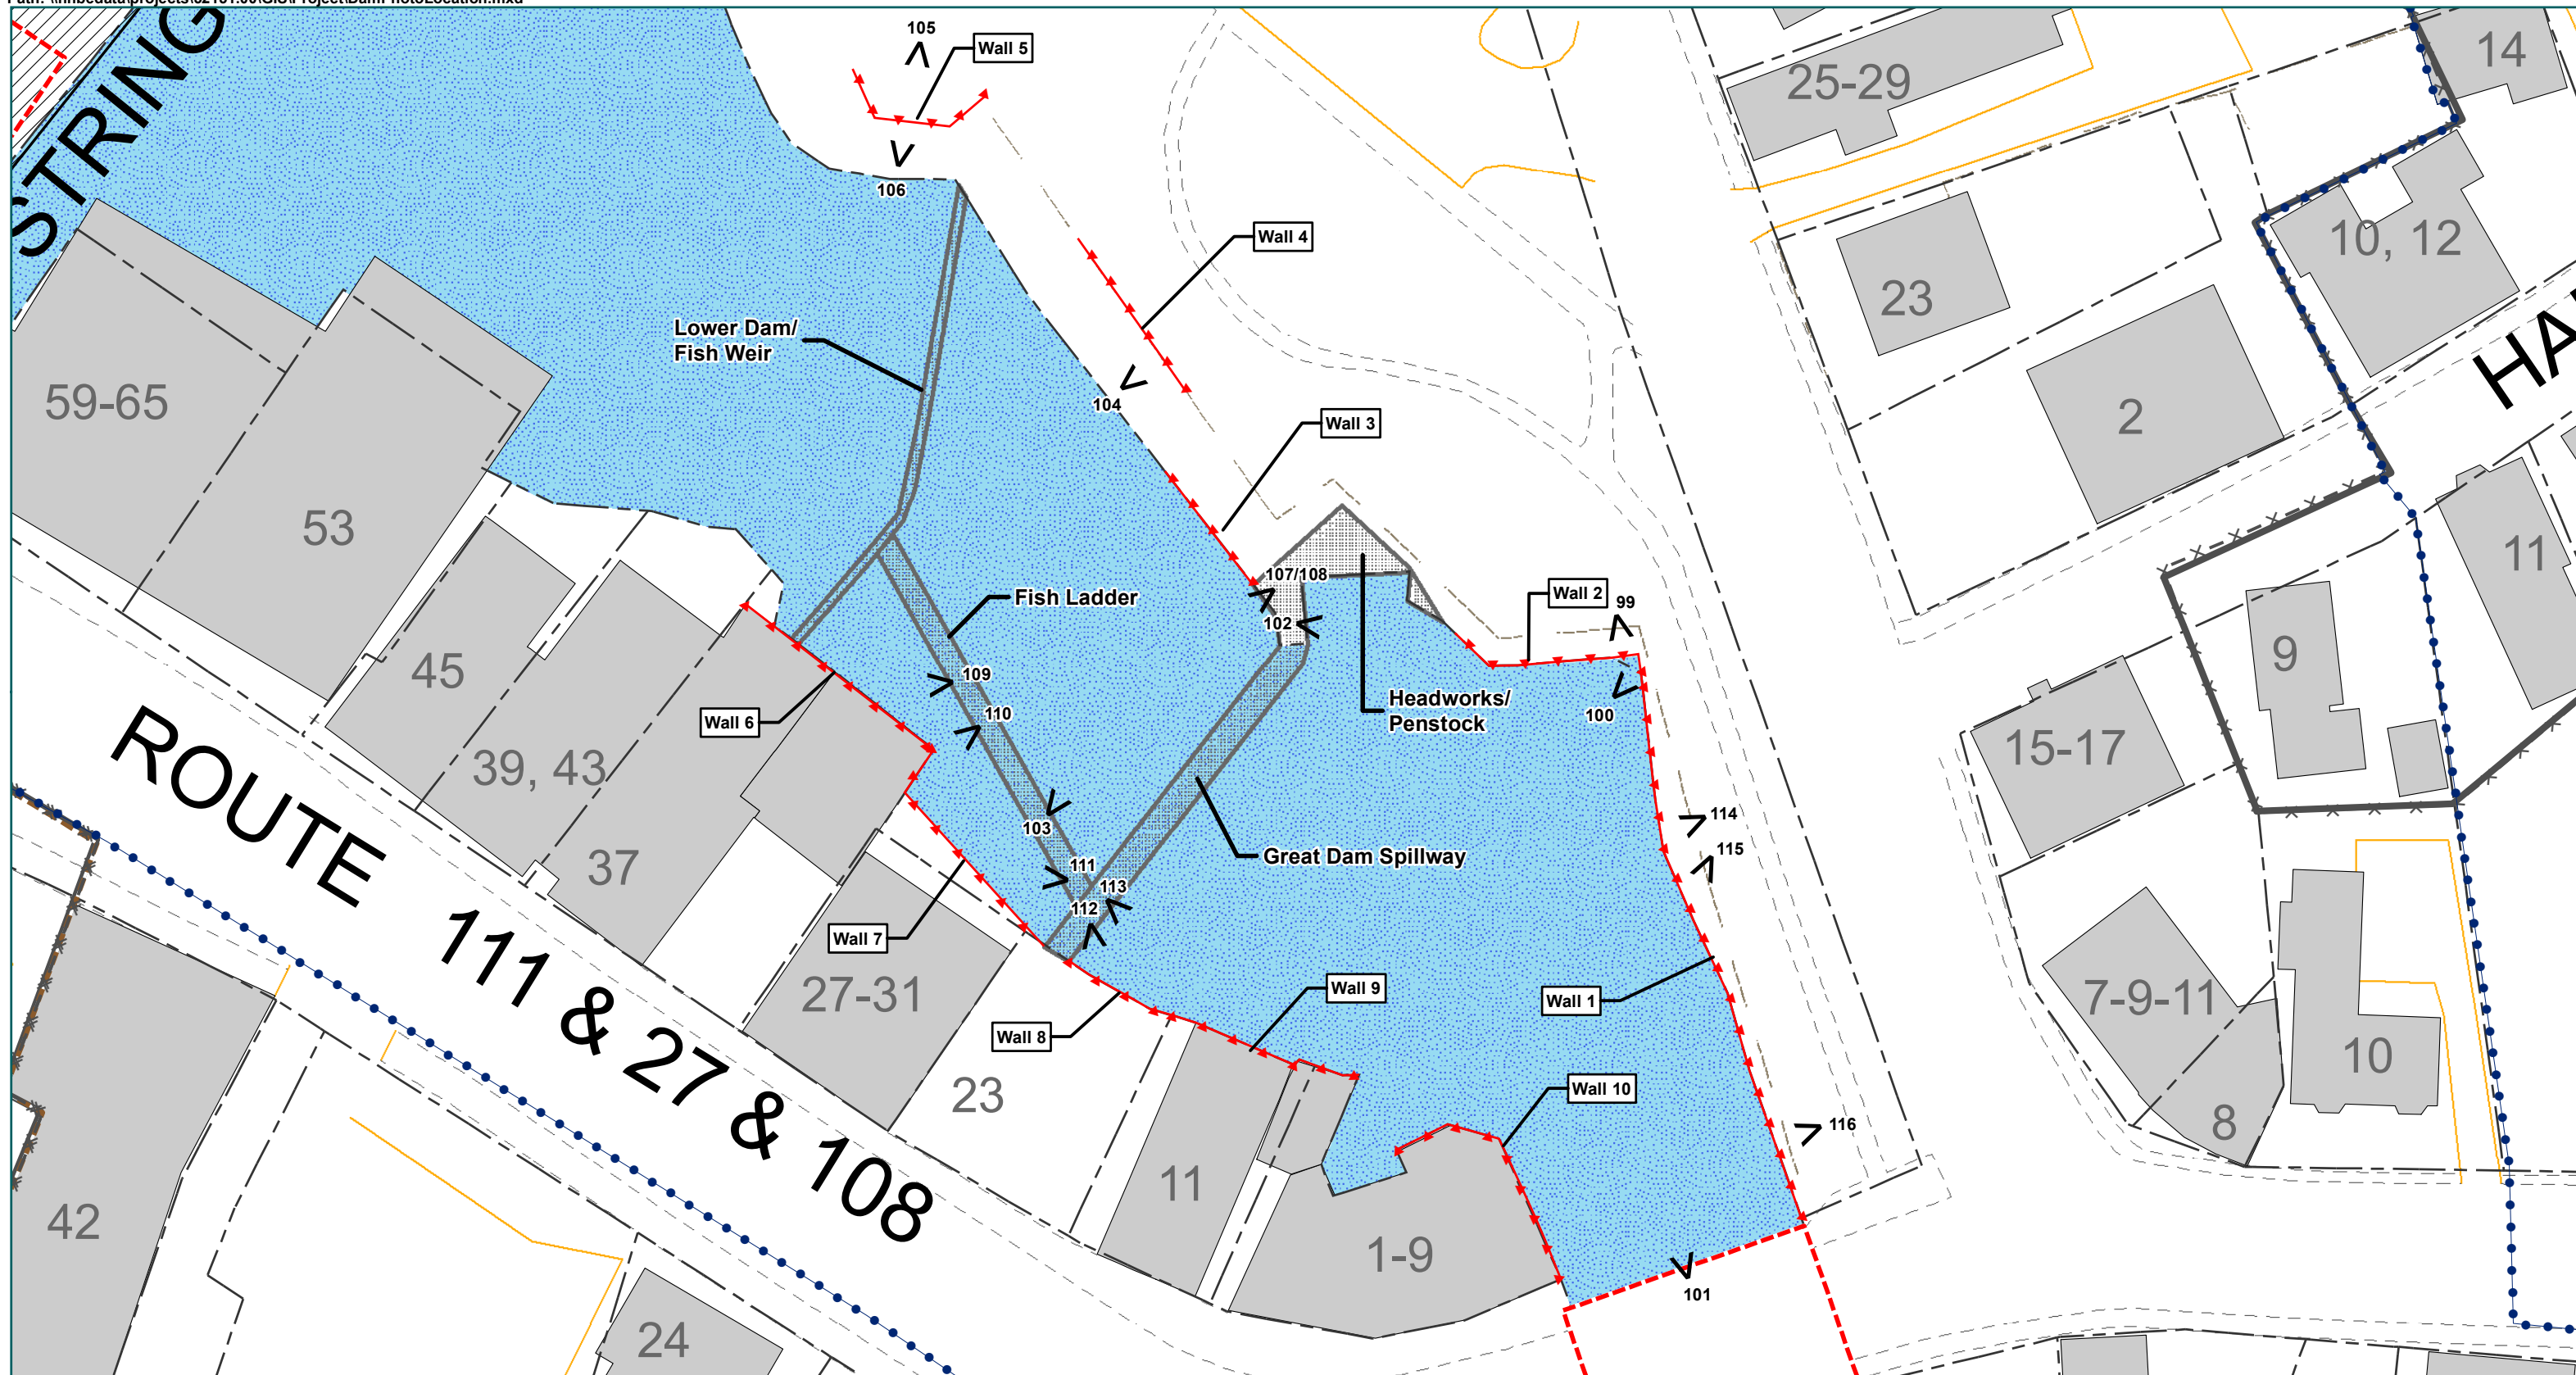 105
Wall 5
STRING
106
25-29
14
Wall 4
10, 12
23
Lower Dam/
Fish Weir
2
HA
59-65
104
Wall 3
53
11
107/108
Fish Ladder
Wall 2
99
102
9
45
109
Headworks/
Penstock
Wall 6
110
100
15-17
ROUTE 111 & 27 & 108
39, 43
103
114
115
37
111
Great Dam Spillway
113
112
Wall 7
27-31
Wall 9
Wall 1
7-9-11
Wall 8
23
10
Wall 10
8
116
11
42
1-9
101
24